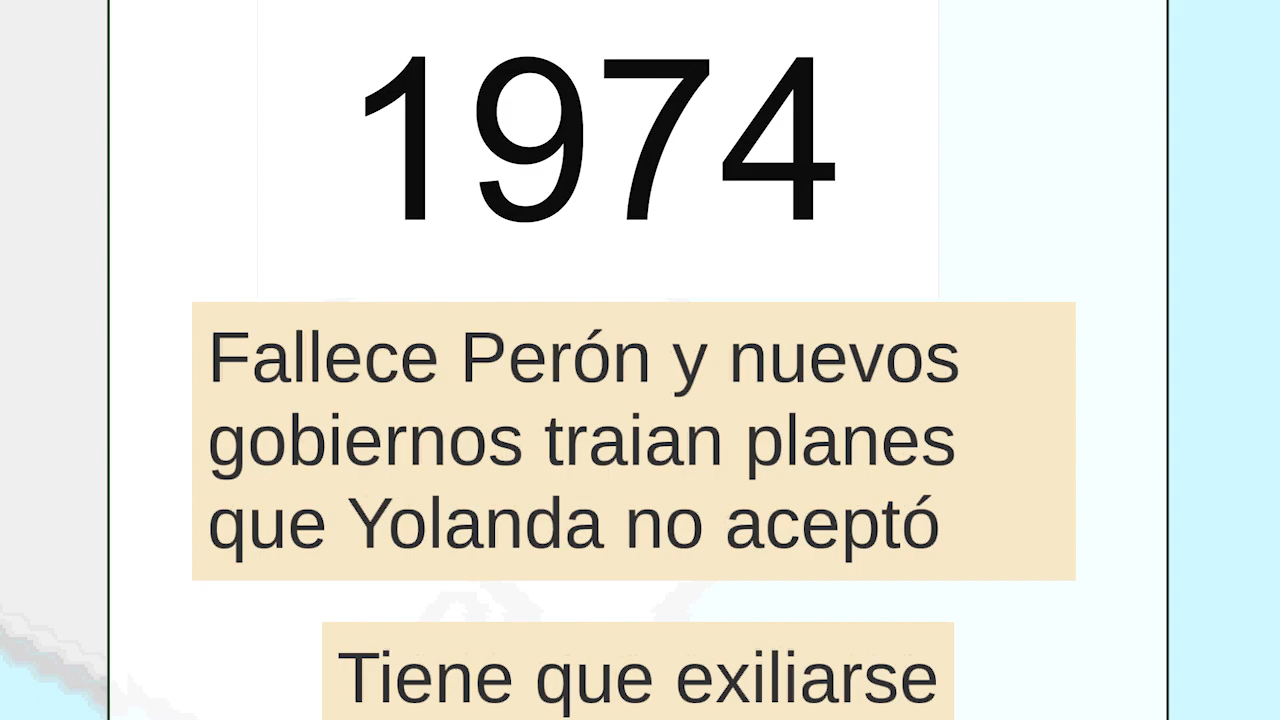 1974
Fallece Perón y nuevos
gobiernos traian planes
que Yolanda no aceptó
Tiene que exiliarse